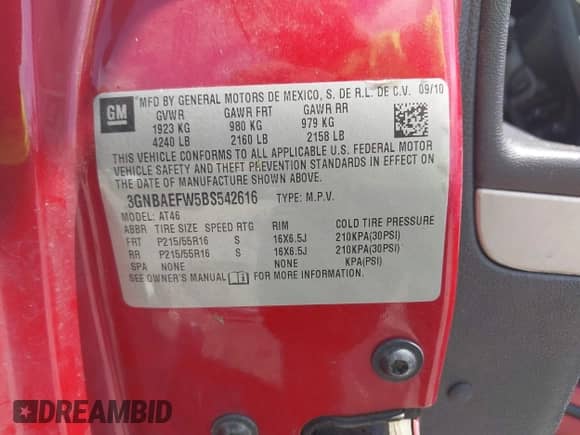 GM
MFD BY GENERAL MOTORS DE MEXICO, S. DE R.L. DE C.V. 09/10
GVWR GAWR FRT GAWR RR
1923 KG 980 KG 979 KG
4240 LB 2160 LB 2158 LB
THIS VEHICLE CONFORMS TO ALL APPLICABLE U.S. FEDERAL MOTOR
VEHICLE SAFETY AND THEFT PREVENTION STANDARDS IN EFFECT ON
THE DATE OF MANUFACTURE SHOWN ABOVE.
3GNBAEFW5BS542616 TYPE: M.P.V.
MODEL: AT46
ABBR TIRE SIZE SPEED RTG RIM COLD TIRE PRESSURE
FRT P215/55R16 S 16X6.5J 210KPA(30PSI)
RR P215/55R16 S 16X6.5J 210KPA(30PSI)
SPA NONE NONE KPA(PSI)
SEE OWNER'S MANUAL FOR MORE INFORMATION.
DREAMBID